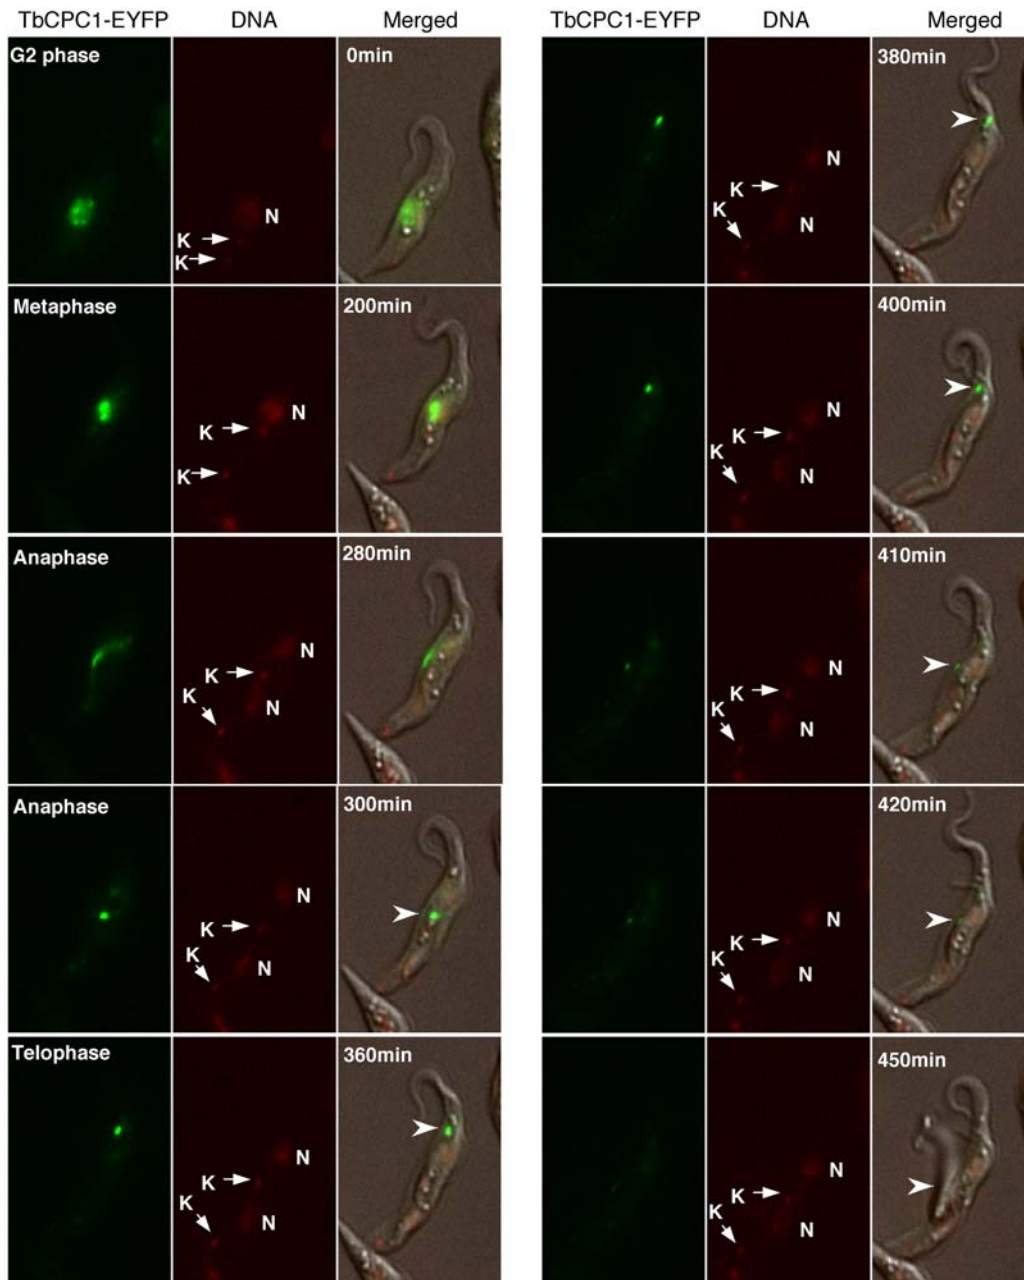 TbCPC1-EYFP DNA Merged
G2 phase 0min
N
K
K
Metaphase 200min
N
K
K
Anaphase 280min
N
K
K
N
Anaphase 300min
N
K
K
N
Telophase 360min
N
K
K
N
TbCPC1-EYFP DNA Merged
380min
N
K
K
N
400min
N
K
K
N
410min
N
K
K
N
420min
N
K
K
N
450min
N
K
K
N